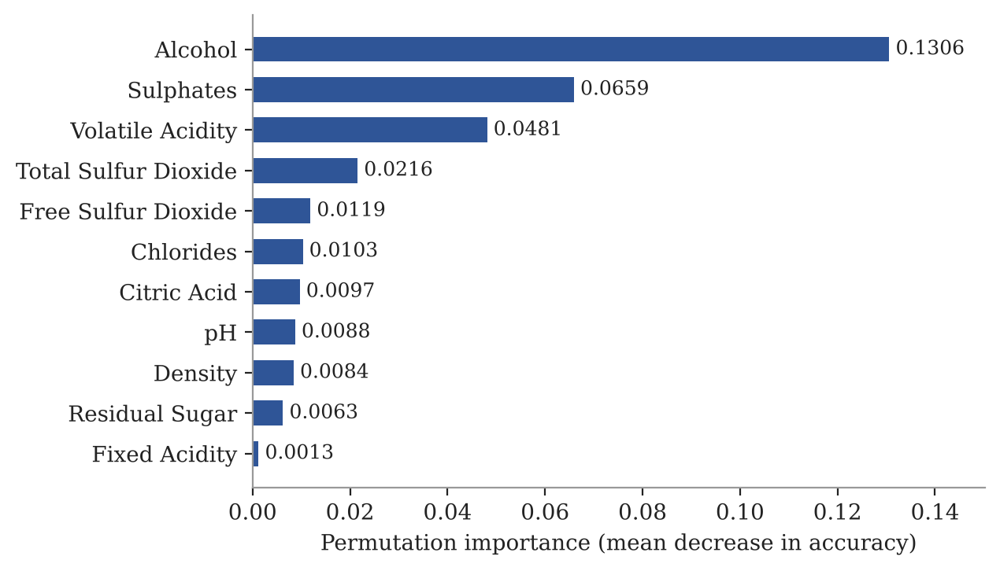 Alcohol 0.1306
Sulphates 0.0659
Volatile Acidity 0.0481
Total Sulfur Dioxide 0.0216
Free Sulfur Dioxide 0.0119
Chlorides 0.0103
Citric Acid 0.0097
pH 0.0088
Density 0.0084
Residual Sugar 0.0063
Fixed Acidity 0.0013
0.00 0.02 0.04 0.06 0.08 0.10 0.12 0.14
Permutation importance (mean decrease in accuracy)